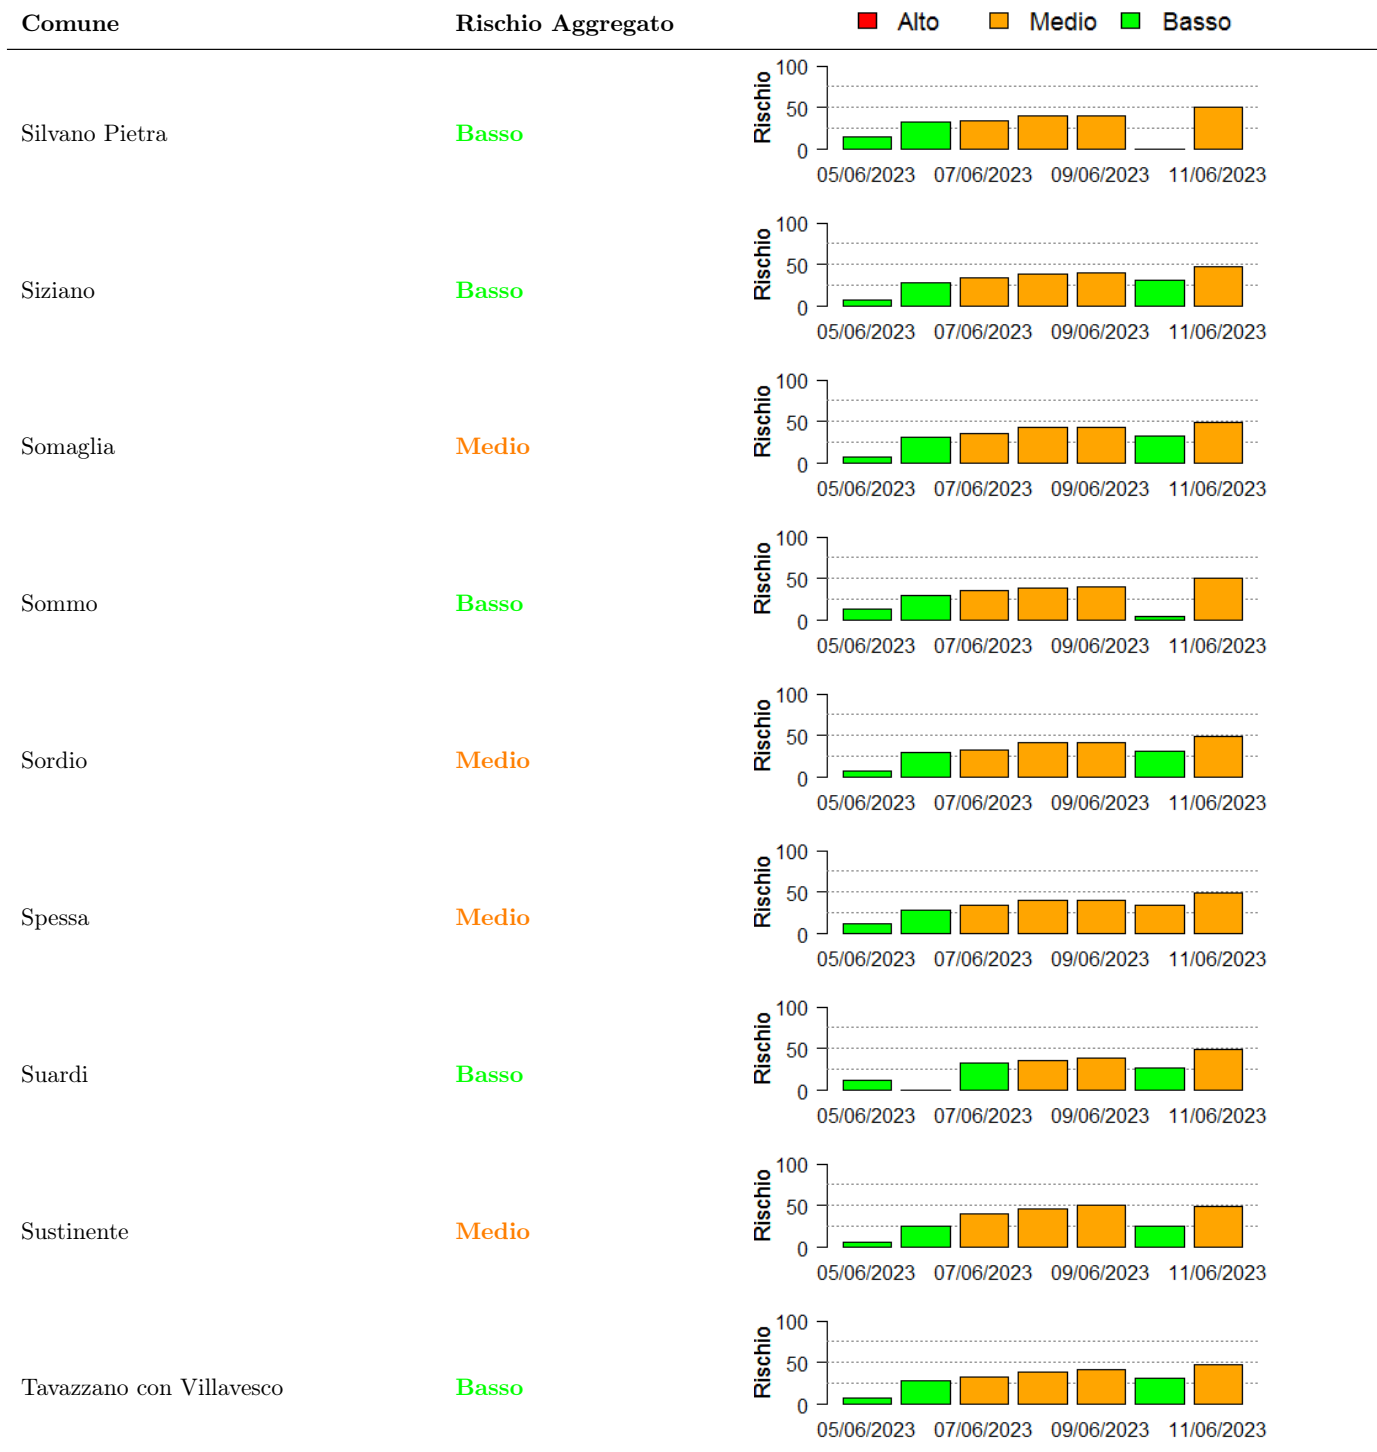 Comune Rischio Aggregato Alto Medio Basso
100
50
0
Rischio
Silvano Pietra Basso
05/06/2023 07/06/2023 09/06/2023 11/06/2023
100
50
0
Rischio
Siziano Basso
05/06/2023 07/06/2023 09/06/2023 11/06/2023
100
50
0
Rischio
Somaglia Medio
05/06/2023 07/06/2023 09/06/2023 11/06/2023
100
50
0
Rischio
Sommo Basso
05/06/2023 07/06/2023 09/06/2023 11/06/2023
100
50
0
Rischio
Sordio Medio
05/06/2023 07/06/2023 09/06/2023 11/06/2023
100
50
0
Rischio
Spessa Medio
05/06/2023 07/06/2023 09/06/2023 11/06/2023
100
50
0
Rischio
Suardi Basso
05/06/2023 07/06/2023 09/06/2023 11/06/2023
100
50
0
Rischio
Sustinente Medio
05/06/2023 07/06/2023 09/06/2023 11/06/2023
100
50
0
Rischio
Tavazzano con Villavesco Basso
05/06/2023 07/06/2023 09/06/2023 11/06/2023